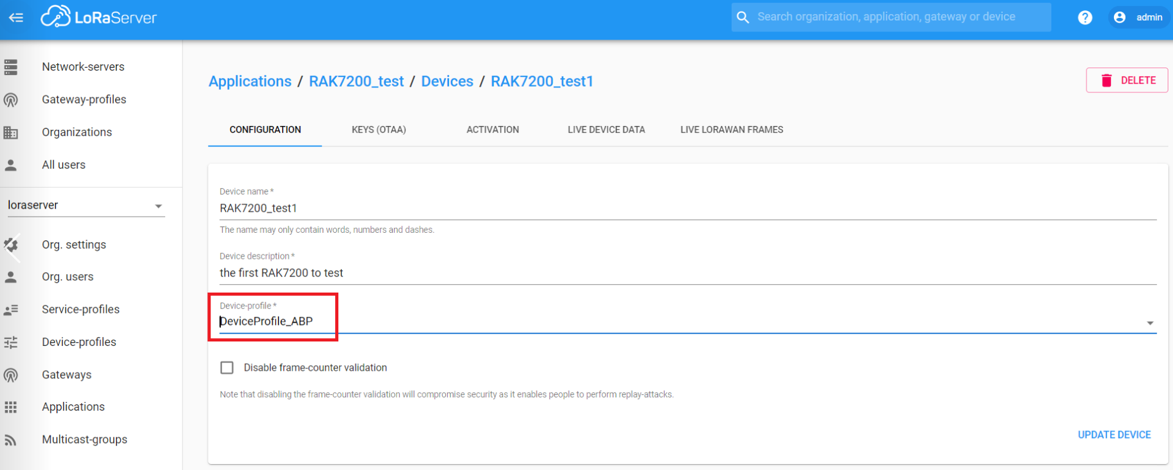 LoRaServer
Search organization, application, gateway or device
? admin
Network-servers
Gateway-profiles
Organizations
All users
loraserver
Org. settings
Org. users
Service-profiles
Device-profiles
Gateways
Applications
Multicast-groups
Applications / RAK7200_test / Devices / RAK7200_test1
DELETE
CONFIGURATION KEYS (OTAA) ACTIVATION LIVE DEVICE DATA LIVE LORAWAN FRAMES
Device name *
RAK7200_test1
The name may only contain words, numbers and dashes.
Device description *
the first RAK7200 to test
Device-profile *
DeviceProfile_ABP
Disable frame-counter validation
Note that disabling the frame-counter validation will compromise security as it enables people to perform replay-attacks.
UPDATE DEVICE